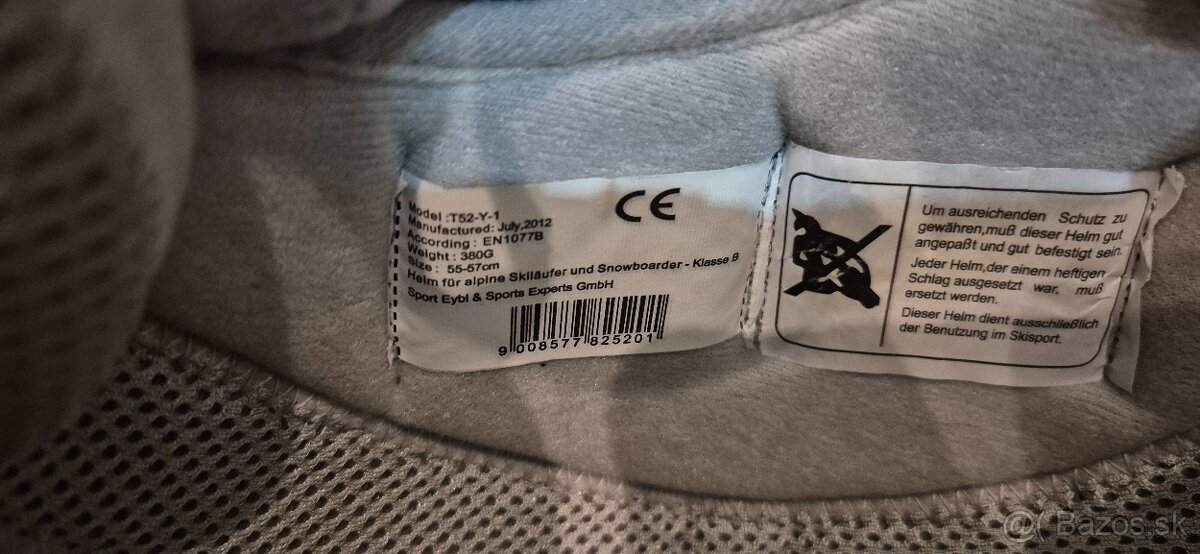 Model :T52-Y-1
Manufactured: July,2012
According : EN1077B
Weight : 380G
Size : 55-57cm
Helm für alpine Skiläufer und Snowboarder - Klasse B
Sport Eybl & Sports Experts GmbH
CE
9 008577 825201
Um ausreichenden Schutz zu
gewähren,muß dieser Helm gut
angepaßt und gut befestigt sein.
Jeder Helm,der einem heftigen
Schlag ausgesetzt war, muß
ersetzt werden.
Dieser Helm dient ausschließlich
der Benutzung im Skisport.
Bazos.sk